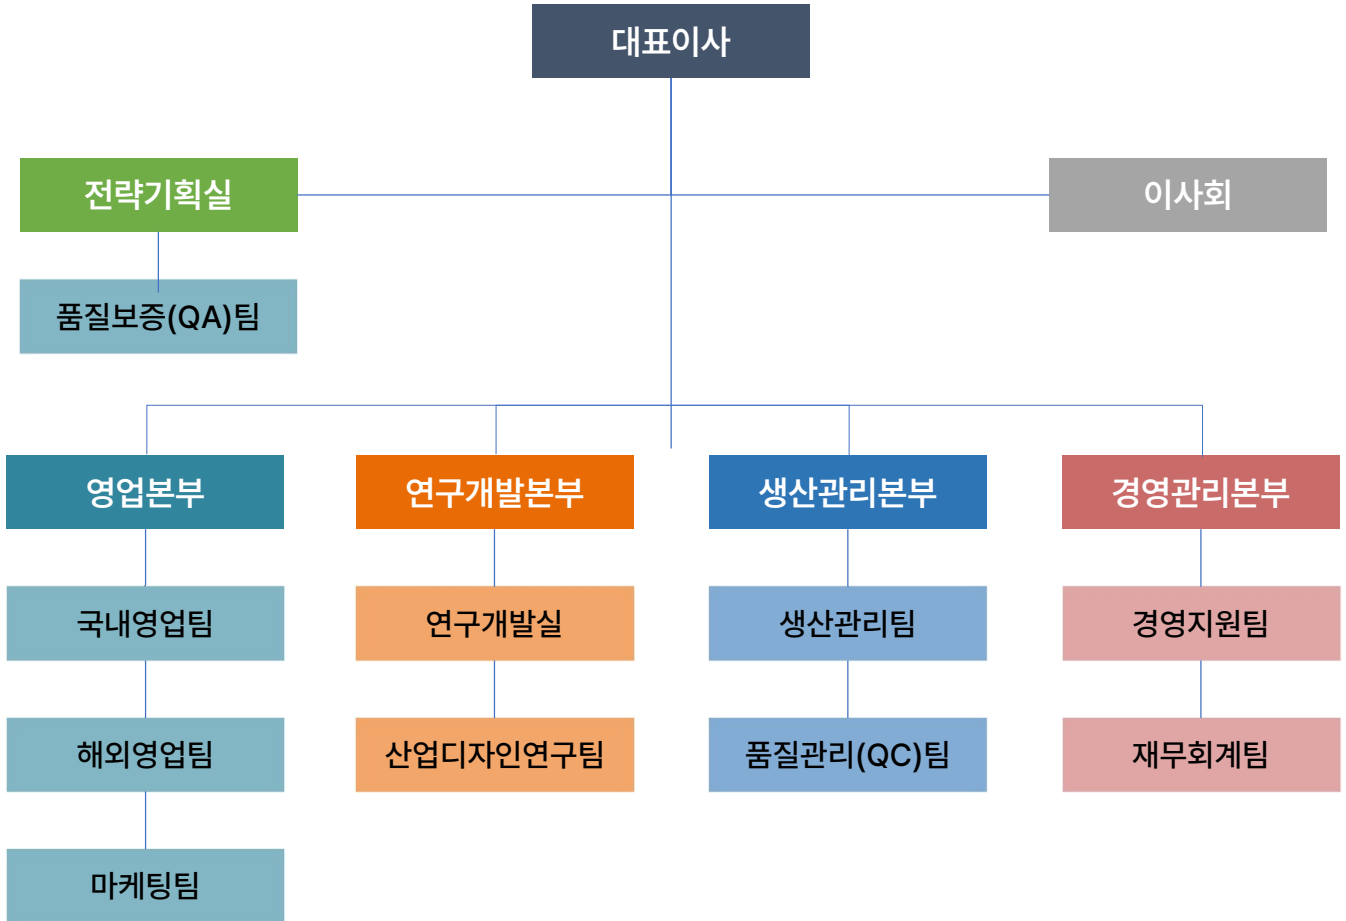 대표이사
전략기획실
이사회
품질보증(QA)팀
영업본부
연구개발본부
생산관리본부
경영관리본부
국내영업팀
연구개발실
생산관리팀
경영지원팀
해외영업팀
산업디자인연구팀
품질관리(QC)팀
재무회계팀
마케팅팀